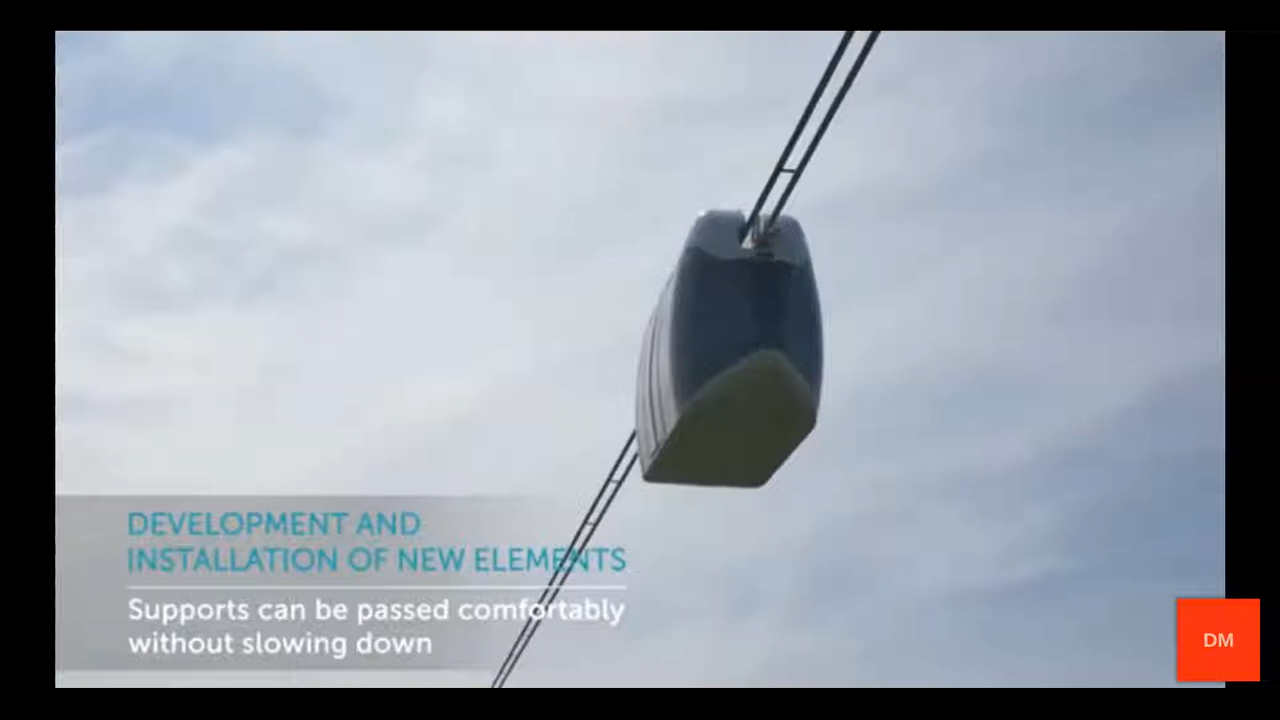 DEVELOPMENT AND
INSTALLATION OF NEW ELEMENTS
Supports can be passed comfortably
without slowing down
DM